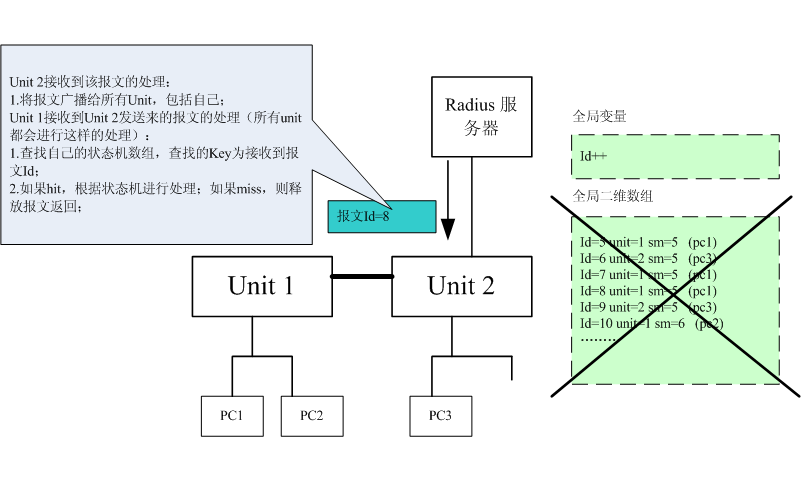 Unit 2接收到该报文的处理：
1.将报文广播给所有Unit，包括自己；
Unit 1接收到Unit 2发送来的报文的处理（所有unit
都会进行这样的处理）：
1.查找自己的状态机数组，查找的Key为接收到报
文Id；
2.如果hit，根据状态机进行处理；如果miss，则释
放报文返回；
Radius 服
务器
报文Id=8
Unit 1
Unit 2
PC1
PC2
PC3
全局变量
Id++
全局二维数组
Id=5 unit=1 sm=5 (pc1)
Id=6 unit=2 sm=5 (pc3)
Id=7 unit=1 sm=5 (pc1)
Id=8 unit=1 sm=5 (pc1)
Id=9 unit=2 sm=5 (pc3)
Id=10 unit=1 sm=6 (pc2)
………